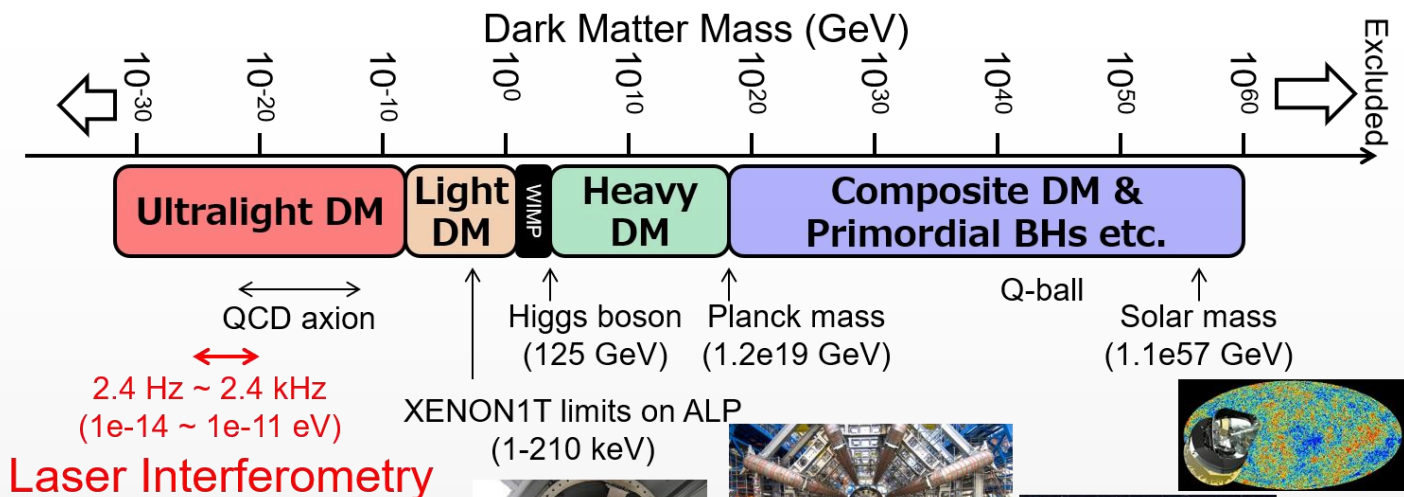 Dark Matter Mass (GeV)
Excluded
10⁻³⁰ 10⁻²⁰ 10⁻¹⁰ 10⁰ 10¹⁰ 10²⁰ 10³⁰ 10⁴⁰ 10⁵⁰ 10⁶⁰
Ultralight DM
Light
DM
WIMP
Heavy
DM
Composite DM &
Primordial BHs etc.
QCD axion
Higgs boson
(125 GeV)
Planck mass
(1.2e19 GeV)
Q-ball
Solar mass
(1.1e57 GeV)
2.4 Hz ~ 2.4 kHz
(1e-14 ~ 1e-11 eV)
XENON1T limits on ALP
(1-210 keV)
Laser Interferometry